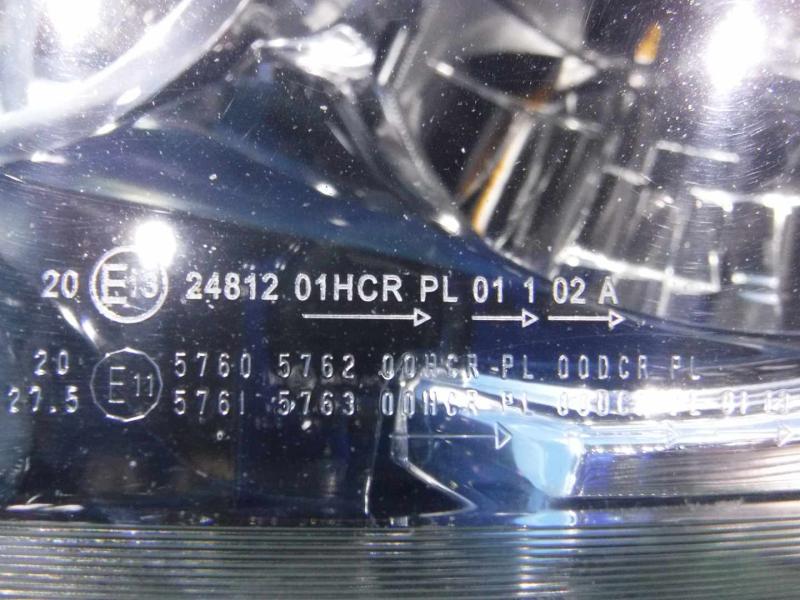 20 E13 24812 01HCR PL 01 1 02 A
20 E11 5760 5762 00HCR-PL 00DCR PL
27.5 5761 5763 00HCR-PL